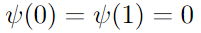 ψ(0) = ψ(1) = 0